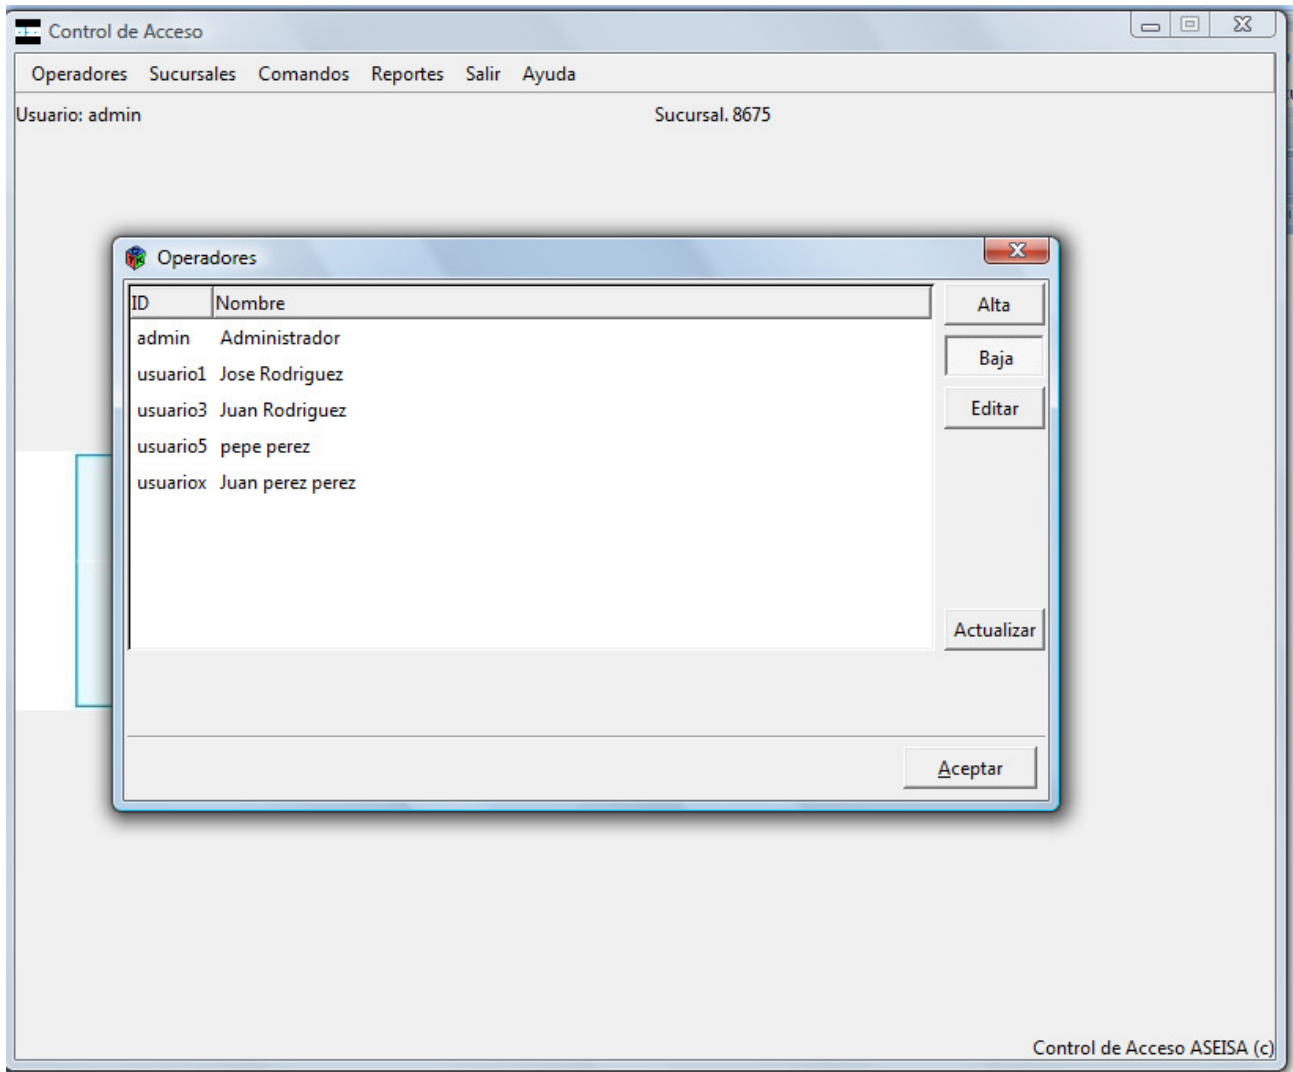 Control de Acceso
Operadores Sucursales Comandos Reportes Salir Ayuda
Usuario: admin Sucursal. 8675
Operadores
ID Nombre
admin Administrador
usuario1 Jose Rodriguez
usuario3 Juan Rodriguez
usuario5 pepe perez
usuariox Juan perez perez
Alta
Baja
Editar
Actualizar
Aceptar
Control de Acceso ASEISA (c)